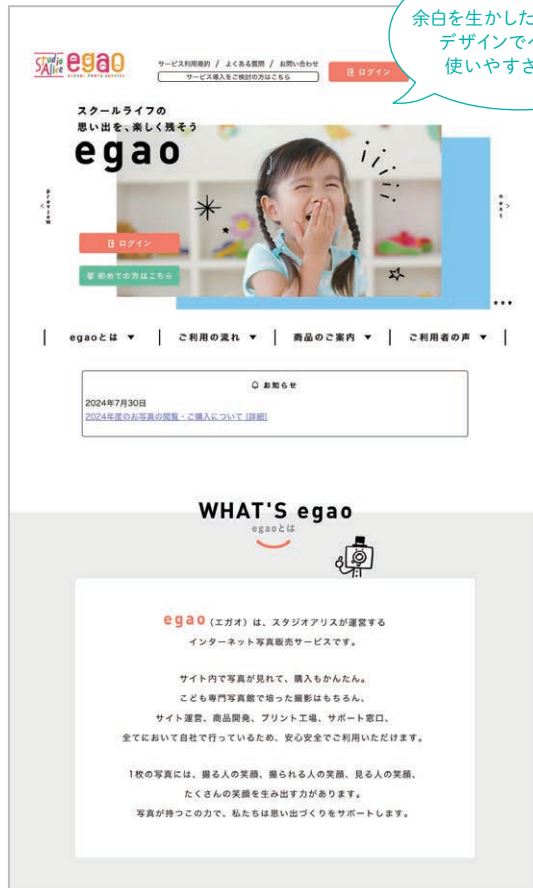 余白を生かした
デザインで
使いやすさ
Studio Alice egao
SCHOOL PHOTO SERVICE
サービス利用規約 / よくある質問 / お問い合わせ
サービス導入をご検討の方はこちら
ログイン
スクールライフの
思い出を、楽しく残そう
egao
preview
next
ログイン
初めての方はこちら
egaoとは ▼ ご利用の流れ ▼ 商品のご案内 ▼ ご利用者の声 ▼
お知らせ
2024年7月30日
2024年度のお写真の閲覧・ご購入について [詳細]
WHAT'S egao
egaoとは
egao (エガオ) は、スタジオアリスが運営する
インターネット写真販売サービスです。
サイト内で写真が見れて、購入もかんたん。
こども専門写真館で培った撮影はもちろん、
サイト運営、商品開発、プリント工場、サポート窓口、
全てにおいて自社で行っているため、安心安全でご利用いただけます。
1枚の写真には、撮る人の笑顔、撮られる人の笑顔、見る人の笑顔、
たくさんの笑顔を生み出す力があります。
写真が持つこの力で、私たちは思い出づくりをサポートします。